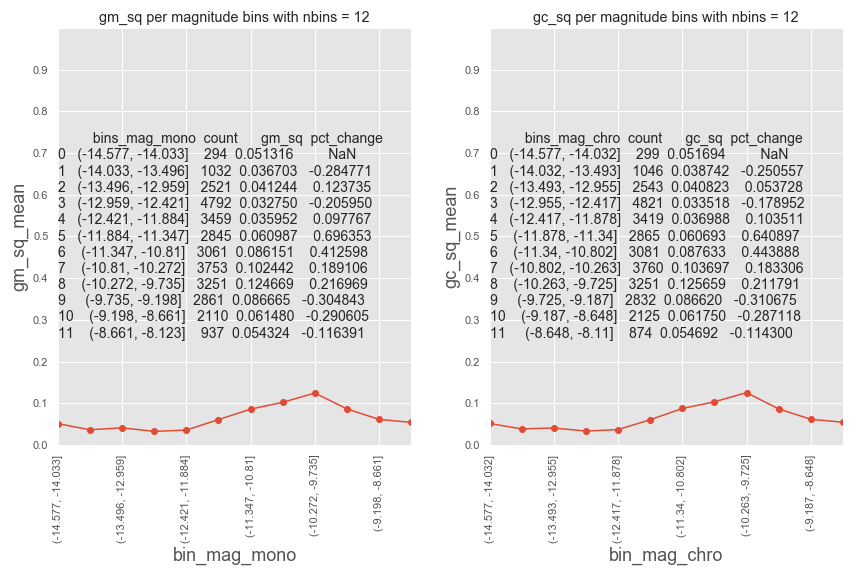 gm_sq per magnitude bins with nbins = 12
0.9
0.8
0.7
0.6
0.5
0.4
0.3
0.2
0.1
0.0
gm_sq_mean
bins_mag_mono count gm_sq pct_change
0 (-14.577, -14.033] 294 0.051316 NaN
1 (-14.033, -13.496] 1032 0.036703 -0.284771
2 (-13.496, -12.959] 2521 0.041244 0.123735
3 (-12.959, -12.421] 4792 0.032750 -0.205950
4 (-12.421, -11.884] 3459 0.035952 0.097767
5 (-11.884, -11.347] 2845 0.060987 0.696353
6 (-11.347, -10.81] 3061 0.086151 0.412598
7 (-10.81, -10.272] 3753 0.102442 0.189106
8 (-10.272, -9.735] 3251 0.124669 0.216969
9 (-9.735, -9.198] 2861 0.086665 -0.304843
10 (-9.198, -8.661] 2110 0.061480 -0.290605
11 (-8.661, -8.123] 937 0.054324 -0.116391
(-14.577, -14.033]
(-13.496, -12.959]
(-12.421, -11.884]
(-11.347, -10.81]
(-10.272, -9.735]
(-9.198, -8.661]
bin_mag_mono
gc_sq per magnitude bins with nbins = 12
0.9
0.8
0.7
0.6
0.5
0.4
0.3
0.2
0.1
0.0
gc_sq_mean
bins_mag_chro count gc_sq pct_change
0 (-14.577, -14.032] 299 0.051694 NaN
1 (-14.032, -13.493] 1046 0.038742 -0.250557
2 (-13.493, -12.955] 2543 0.040823 0.053728
3 (-12.955, -12.417] 4821 0.033518 -0.178952
4 (-12.417, -11.878] 3419 0.036988 0.103511
5 (-11.878, -11.34] 2865 0.060693 0.640897
6 (-11.34, -10.802] 3081 0.087633 0.443888
7 (-10.802, -10.263] 3760 0.103697 0.183306
8 (-10.263, -9.725] 3251 0.125659 0.211791
9 (-9.725, -9.187] 2832 0.086620 -0.310675
10 (-9.187, -8.648] 2125 0.061750 -0.287118
11 (-8.648, -8.11] 874 0.054692 -0.114300
(-14.577, -14.032]
(-13.493, -12.955]
(-12.417, -11.878]
(-11.34, -10.802]
(-10.263, -9.725]
(-9.187, -8.648]
bin_mag_chro